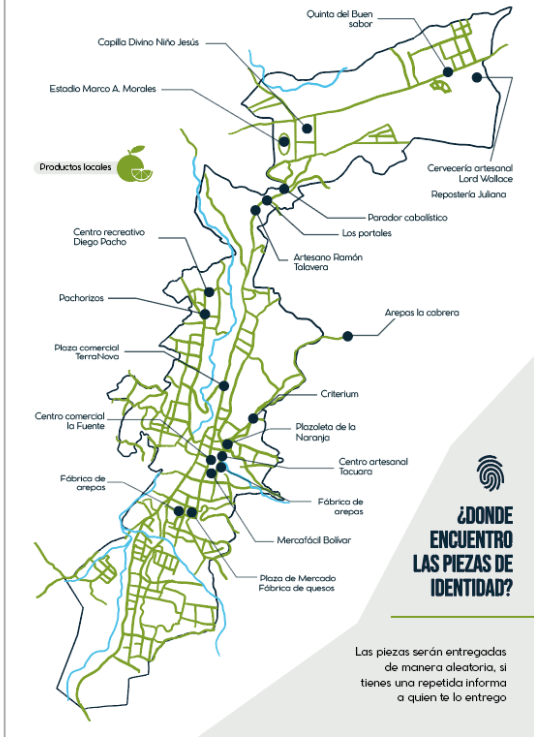 Quinta del Buen
sabor
Capilla Divino Niño Jesús
Estadio Marco A. Morales
Productos locales
Cervecería artesanal
Lord Wallace
Repostería Juliana
Parador cabalístico
Los portales
Centro recreativo
Diego Pacho
Artesano Ramón
Talavera
Pachorizos
Arepas la cabrera
Plaza comercial
TerraNova
Criterium
Centro comercial
la Fuente
Plazoleta de la
Naranja
Centro artesanal
Tacuara
Fábrica de
arepas
Fábrica de
arepas
Mercafácil Bolívar
Plaza de Mercado
Fábrica de quesos
¿DONDE
ENCUENTRO
LAS PIEZAS DE
IDENTIDAD?
Las piezas serán entregadas
de manera aleatoria, si
tienes una repetida informa
a quien te lo entrego